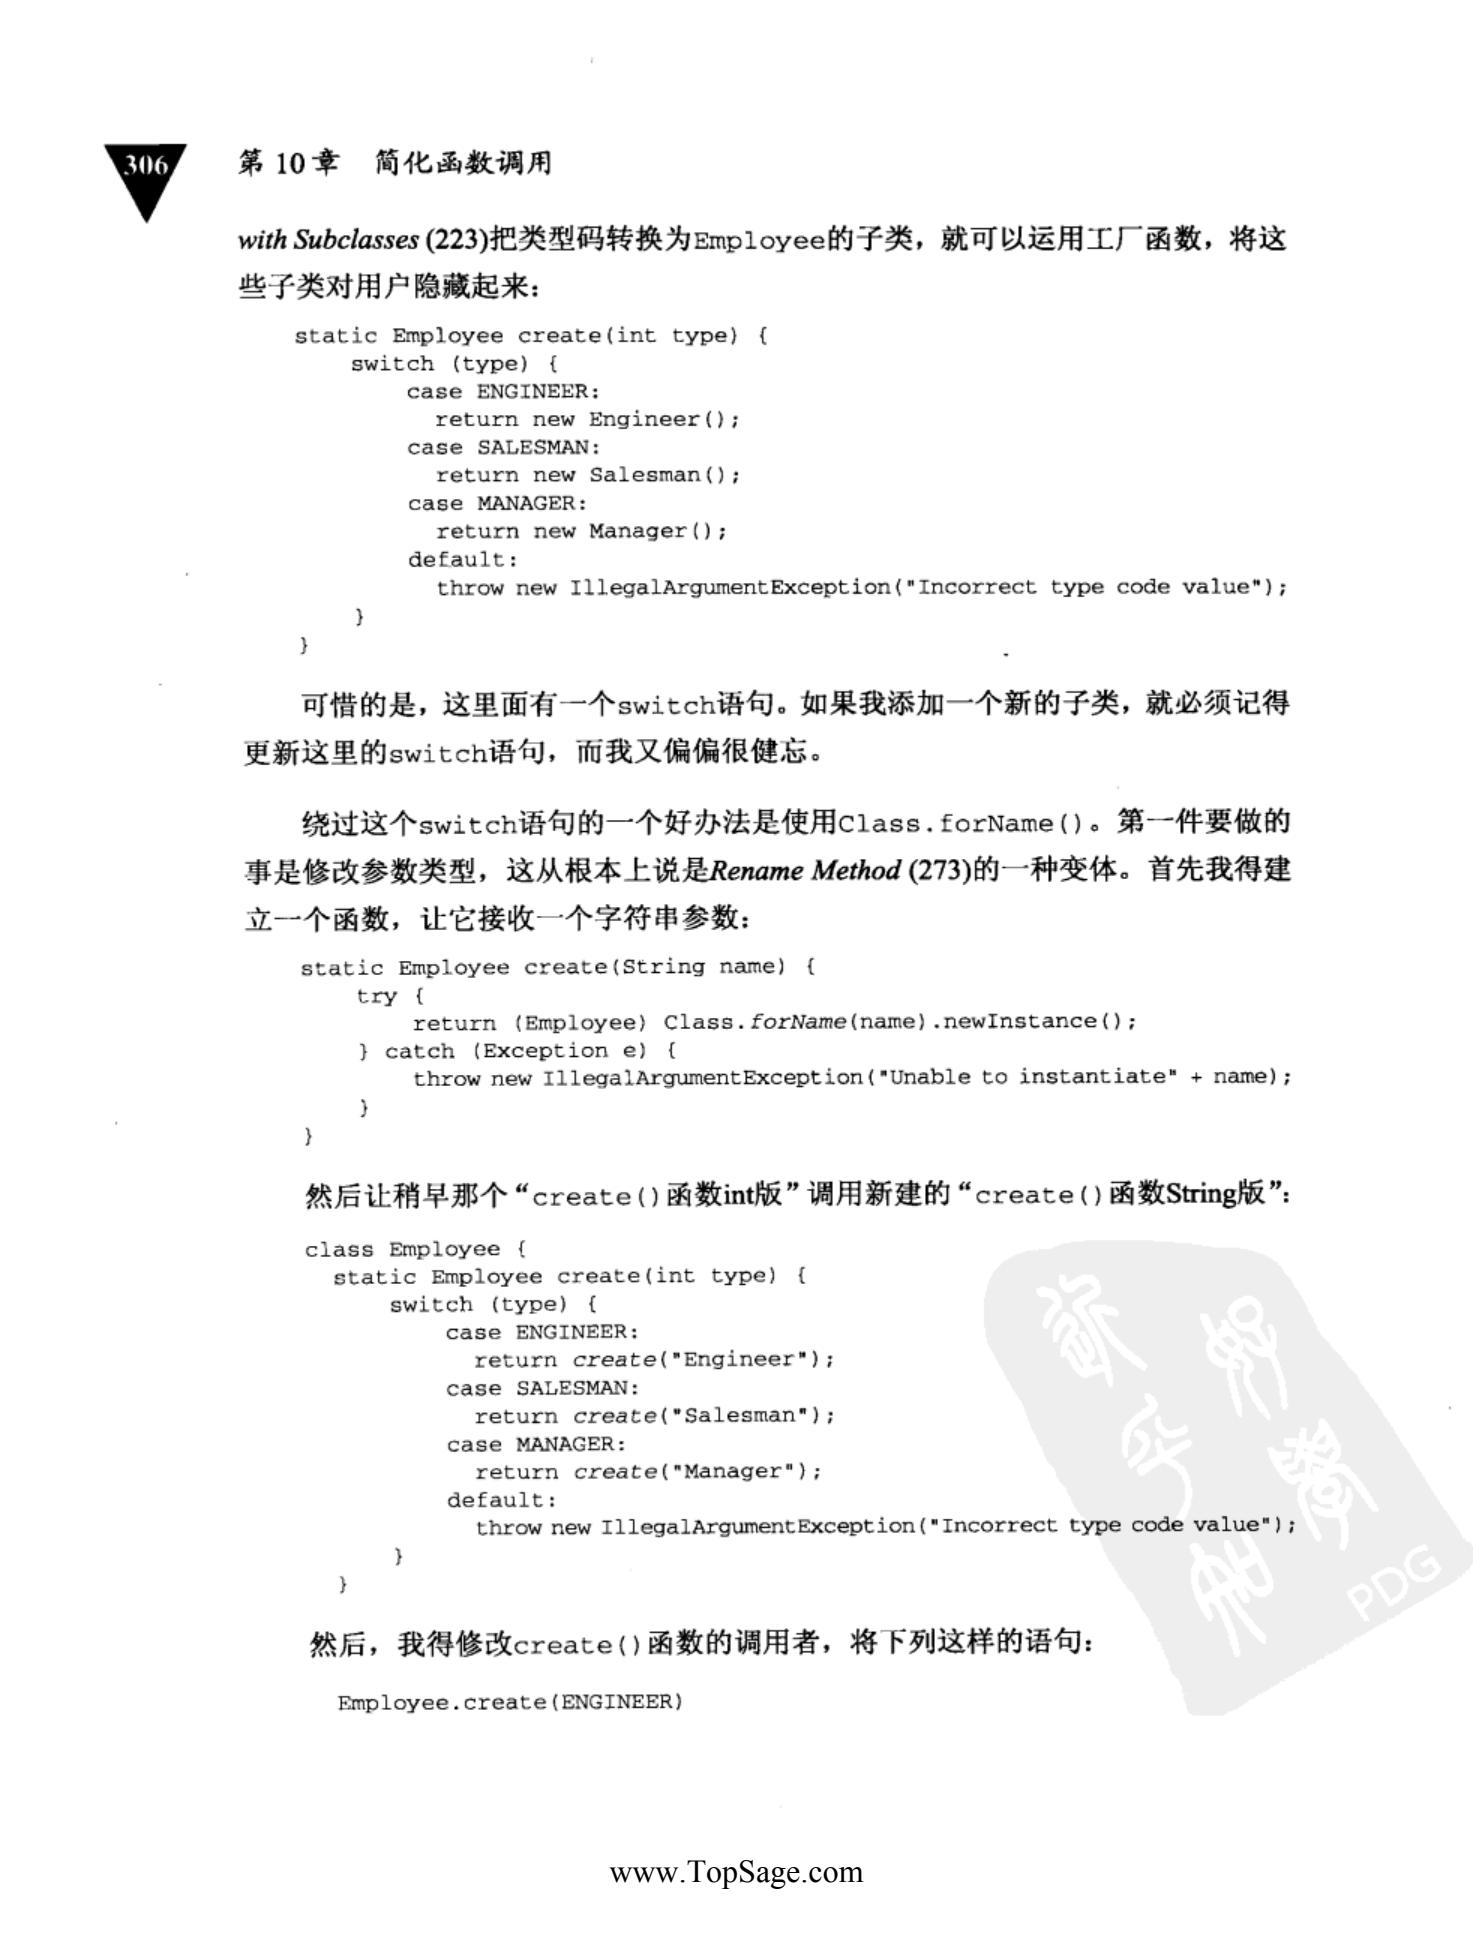 306
第 10 章 简化函数调用
with Subclasses (223)把类型码转换为Employee的子类，就可以运用工厂函数，将这
些子类对用户隐藏起来：
static Employee create(int type) {
    switch (type) {
        case ENGINEER:
          return new Engineer();
        case SALESMAN:
          return new Salesman();
        case MANAGER:
          return new Manager();
        default:
          throw new IllegalArgumentException("Incorrect type code value");
    }
}
可惜的是，这里面有一个switch语句。如果我添加一个新的子类，就必须记得
更新这里的switch语句，而我又偏偏很健忘。
绕过这个switch语句的一个好办法是使用Class.forName()。第一件要做的
事是修改参数类型，这从根本上说是Rename Method (273)的一种变体。首先我得建
立一个函数，让它接收一个字符串参数：
static Employee create(String name) {
    try {
        return (Employee) Class.forName(name).newInstance();
    } catch (Exception e) {
        throw new IllegalArgumentException("Unable to instantiate" + name);
    }
}
然后让稍早那个“create()函数int版”调用新建的“create()函数String版”：
class Employee {
  static Employee create(int type) {
      switch (type) {
          case ENGINEER:
            return create("Engineer");
          case SALESMAN:
            return create("Salesman");
          case MANAGER:
            return create("Manager");
          default:
            throw new IllegalArgumentException("Incorrect type code value");
      }
  }
然后，我得修改create()函数的调用者，将下列这样的语句：
Employee.create(ENGINEER)
PDG
www.TopSage.com